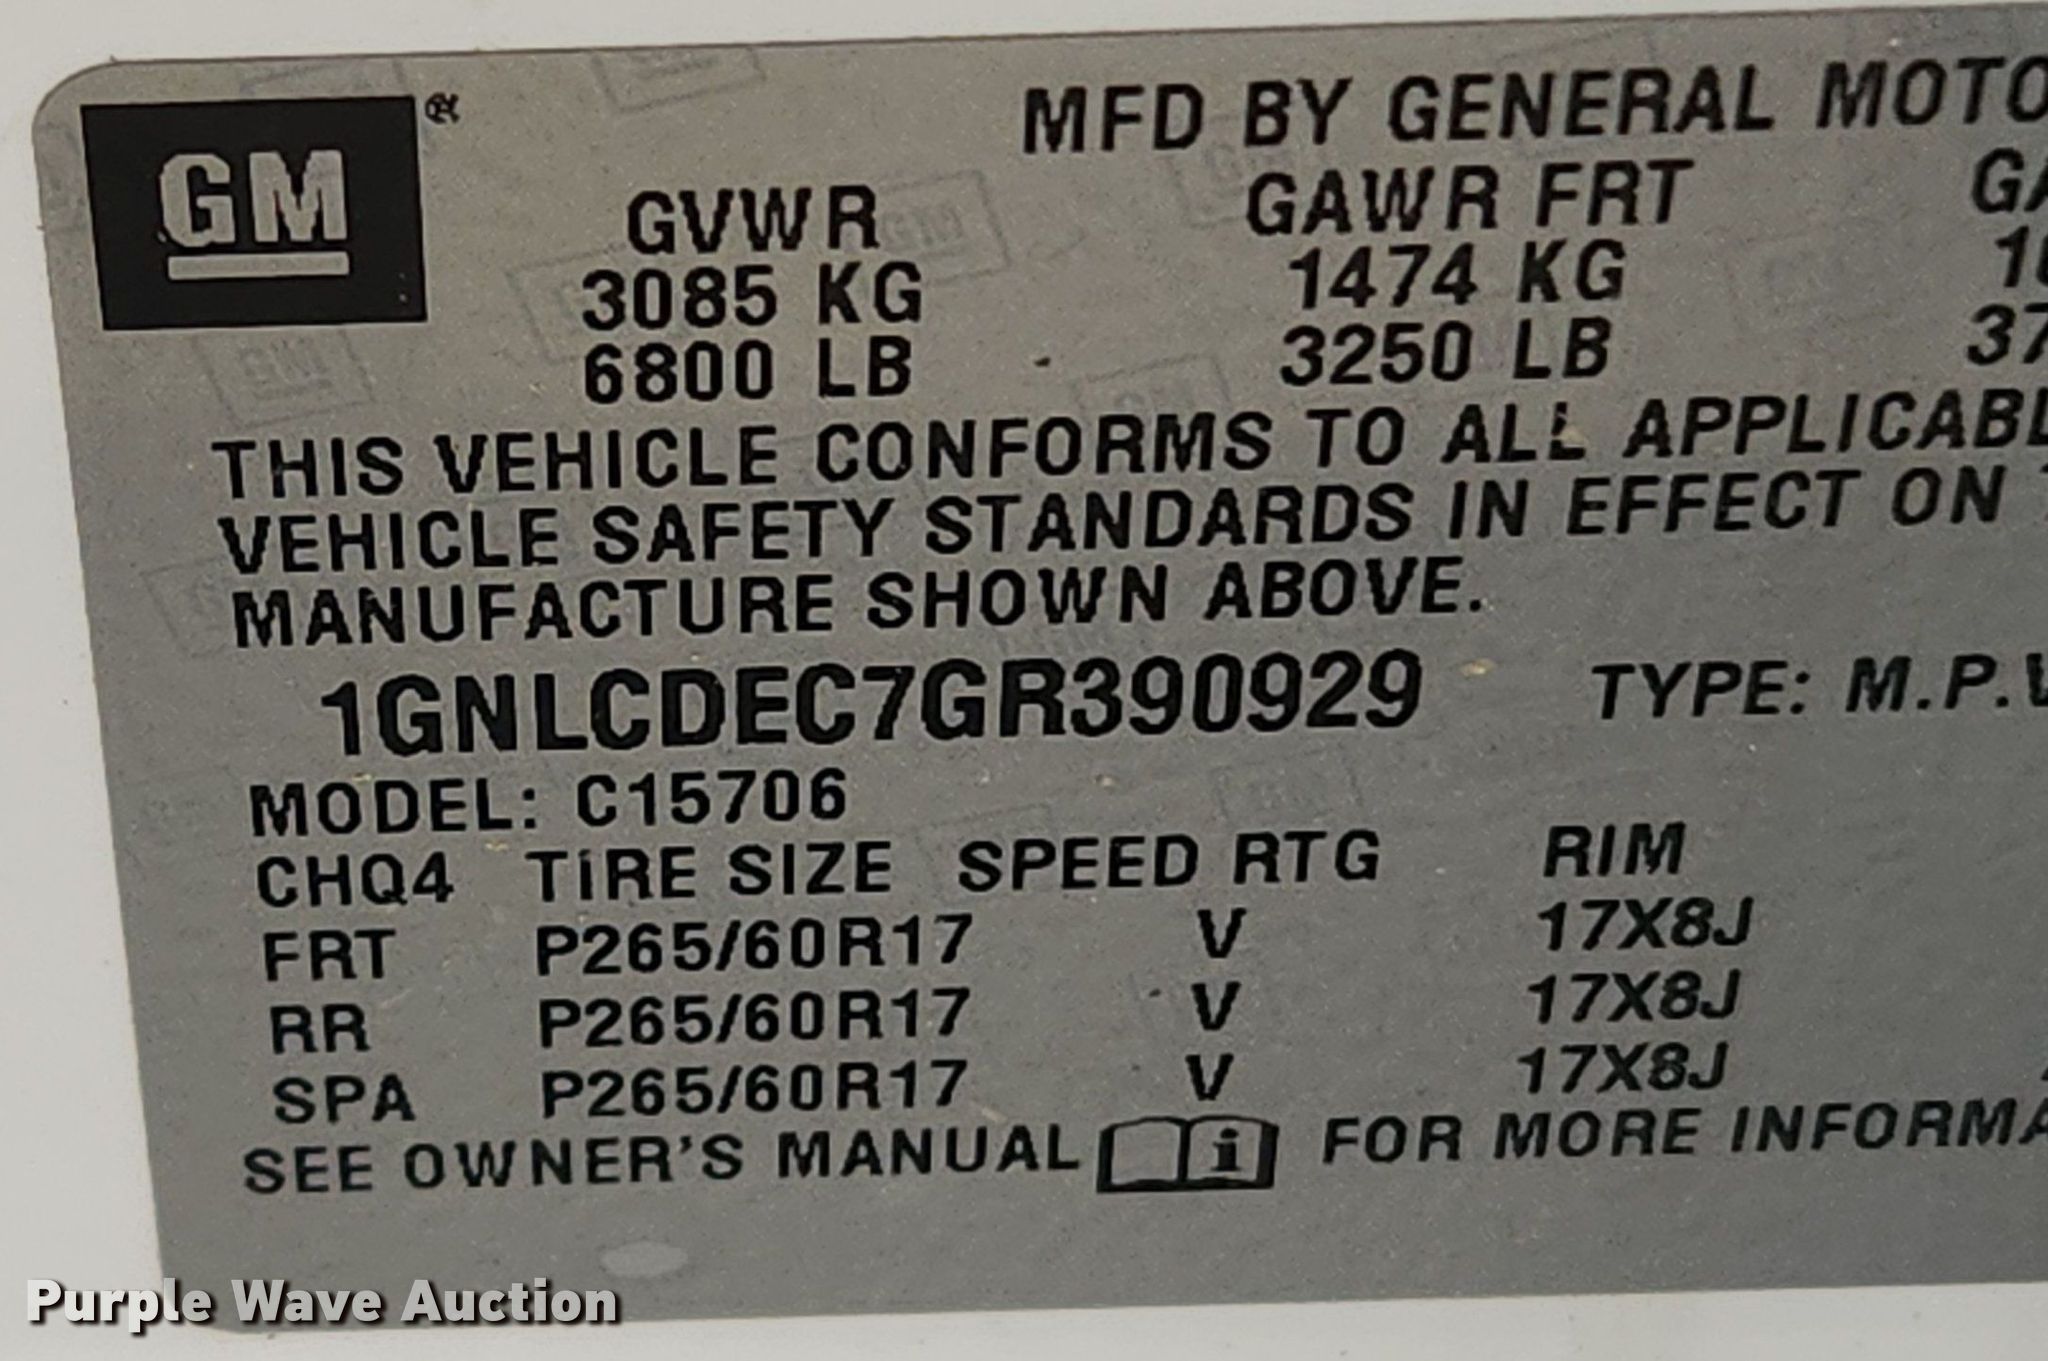 GM®
MFD BY GENERAL MOTO
GVWR GAWR FRT GA
3085 KG 1474 KG
6800 LB 3250 LB 37
THIS VEHICLE CONFORMS TO ALL APPLICABL
VEHICLE SAFETY STANDARDS IN EFFECT ON
MANUFACTURE SHOWN ABOVE.
1GNLCDEC7GR390929 TYPE: M.P.V
MODEL: C15706
CHQ4 TIRE SIZE SPEED RTG RIM
FRT P265/60R17 V 17X8J
RR P265/60R17 V 17X8J
SPA P265/60R17 V 17X8J
SEE OWNER'S MANUAL i FOR MORE INFORMA
Purple Wave Auction